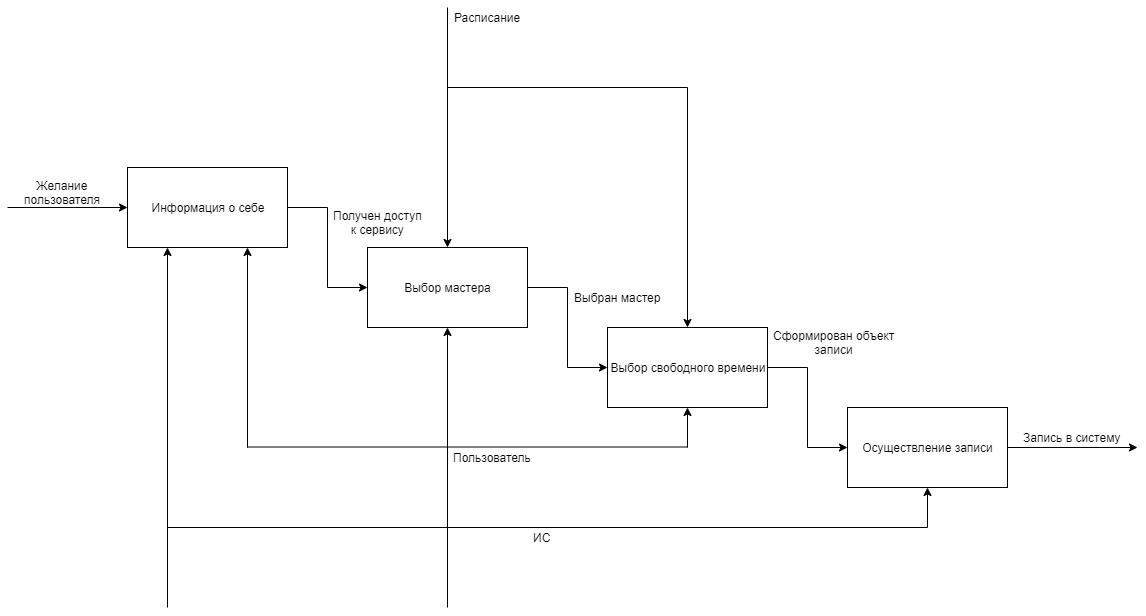 Расписание
Желание
пользователя
Информация о себе
Получен доступ
к сервису
Выбор мастера
Выбран мастер
Сформирован объект
записи
Выбор свободного времени
Запись в систему
Осуществление записи
Пользователь
ИС